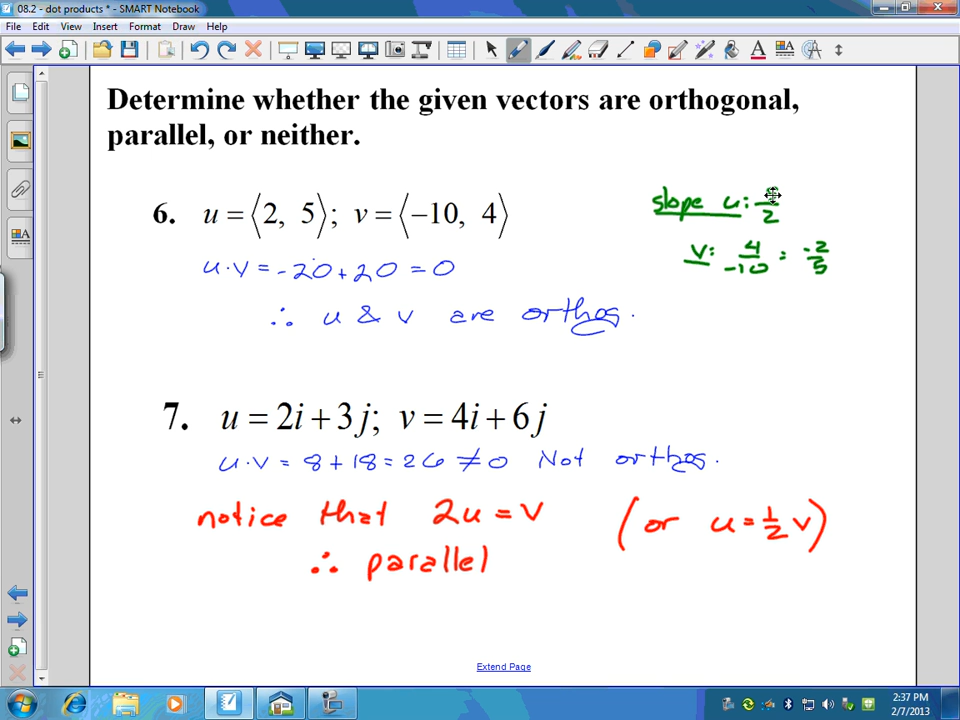 08.2 - dot products * - SMART Notebook
File Edit View Insert Format Draw Help
Determine whether the given vectors are orthogonal,
parallel, or neither.
6. u = ⟨2, 5⟩; v = ⟨−10, 4⟩
slope u: /2
v: 4/-10 = -2/5
u·v = -20 + 20 = 0
∴ u & v are orthog.
7. u = 2i + 3j; v = 4i + 6j
u·v = 8 + 18 = 26 ≠ 0 Not orthog.
notice that 2u = v (or u = 1/2 v)
∴ parallel
Extend Page
2:37 PM
2/7/2013